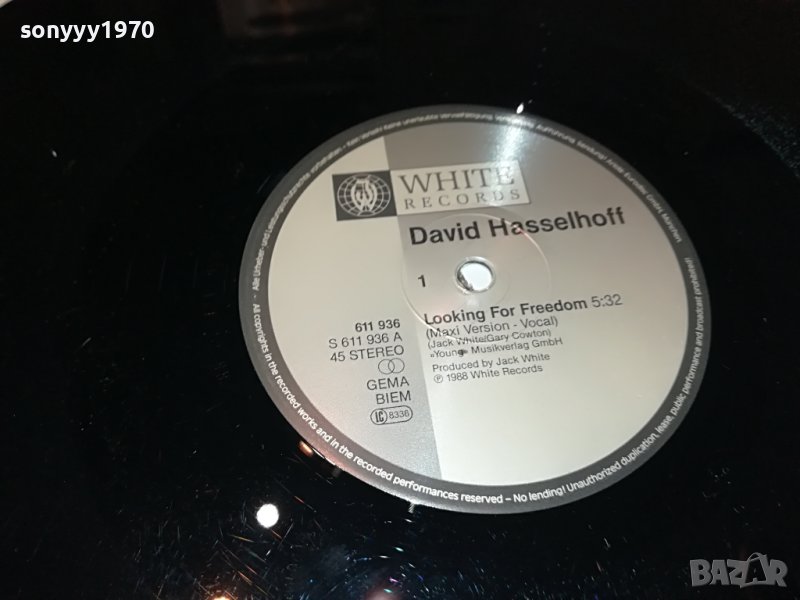 sonyyy1970
WHITE
RECORDS
David Hasselhoff
1
Looking For Freedom 5:32
(Maxi Version - Vocal)
(Jack White/Gary Cowton)
»Young« Musikverlag GmbH
Produced by Jack White
℗ 1988 White Records
611 936
S 611 936 A
45 STEREO
GEMA
BIEM
LC 8336
All copyrights in the recorded works and in the recorded performances reserved – No lending! Unauthorized duplication, lease, public performance and broadcast prohibited!
BAZAR